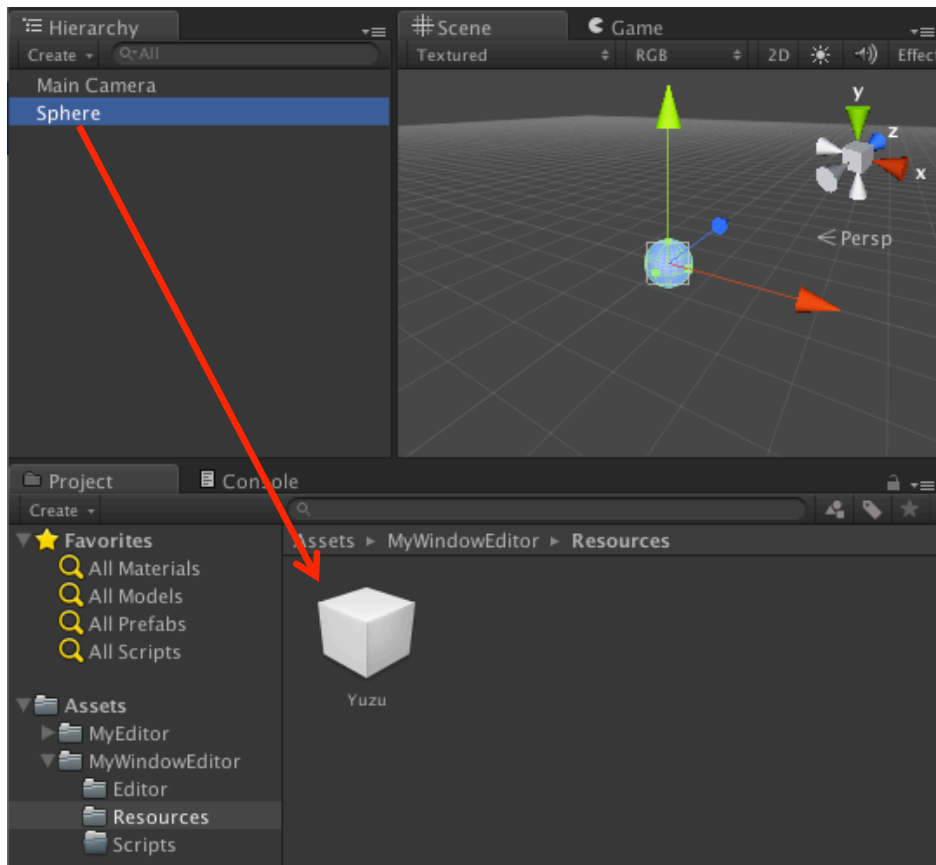 Hierarchy
Create
All
Main Camera
Sphere
Scene
Game
Textured
RGB
2D
Effec
y
z
x
Persp
Project
Console
Create
Favorites
All Materials
All Models
All Prefabs
All Scripts
Assets
MyEditor
MyWindowEditor
Editor
Resources
Scripts
Assets ▸ MyWindowEditor ▸ Resources
Yuzu